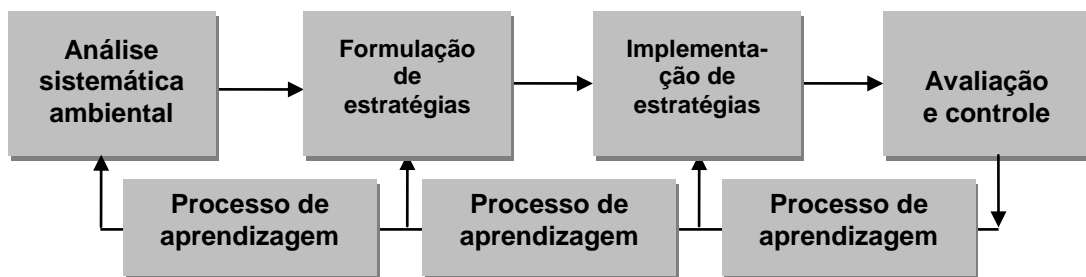 Análise
sistemática
ambiental
Formulação
de
estratégias
Implementa-
ção de
estratégias
Avaliação
e controle
Processo de
aprendizagem
Processo de
aprendizagem
Processo de
aprendizagem